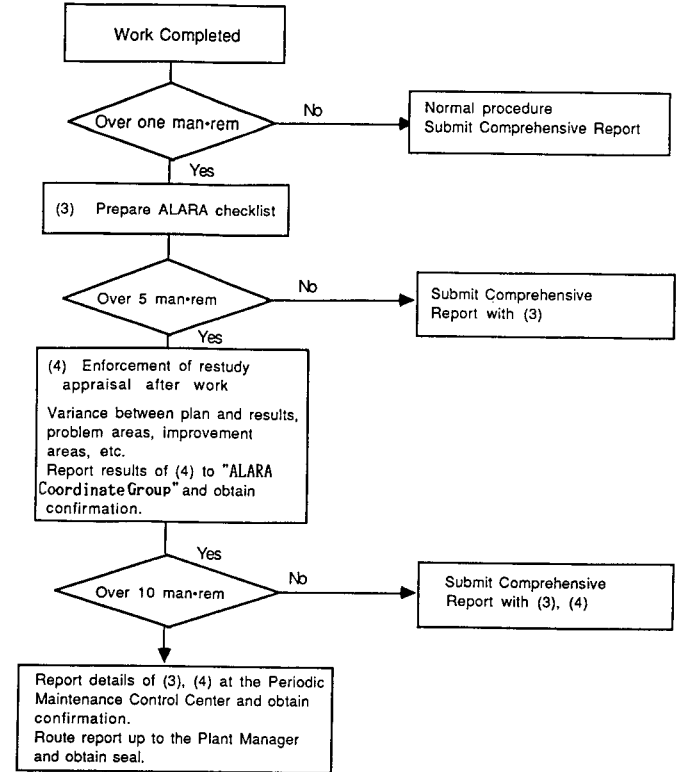 Work Completed
Over one man•rem
No
Normal procedure
Submit Comprehensive Report
Yes
(3) Prepare ALARA checklist
Over 5 man•rem
No
Submit Comprehensive
Report with (3)
Yes
(4) Enforcement of restudy
appraisal after work
Variance between plan and results,
problem areas, improvement
areas, etc.
Report results of (4) to "ALARA
Coordinate Group" and obtain
confirmation.
Yes
Over 10 man•rem
No
Submit Comprehensive
Report with (3), (4)
Report details of (3), (4) at the Periodic
Maintenance Control Center and obtain
confirmation.
Route report up to the Plant Manager
and obtain seal.